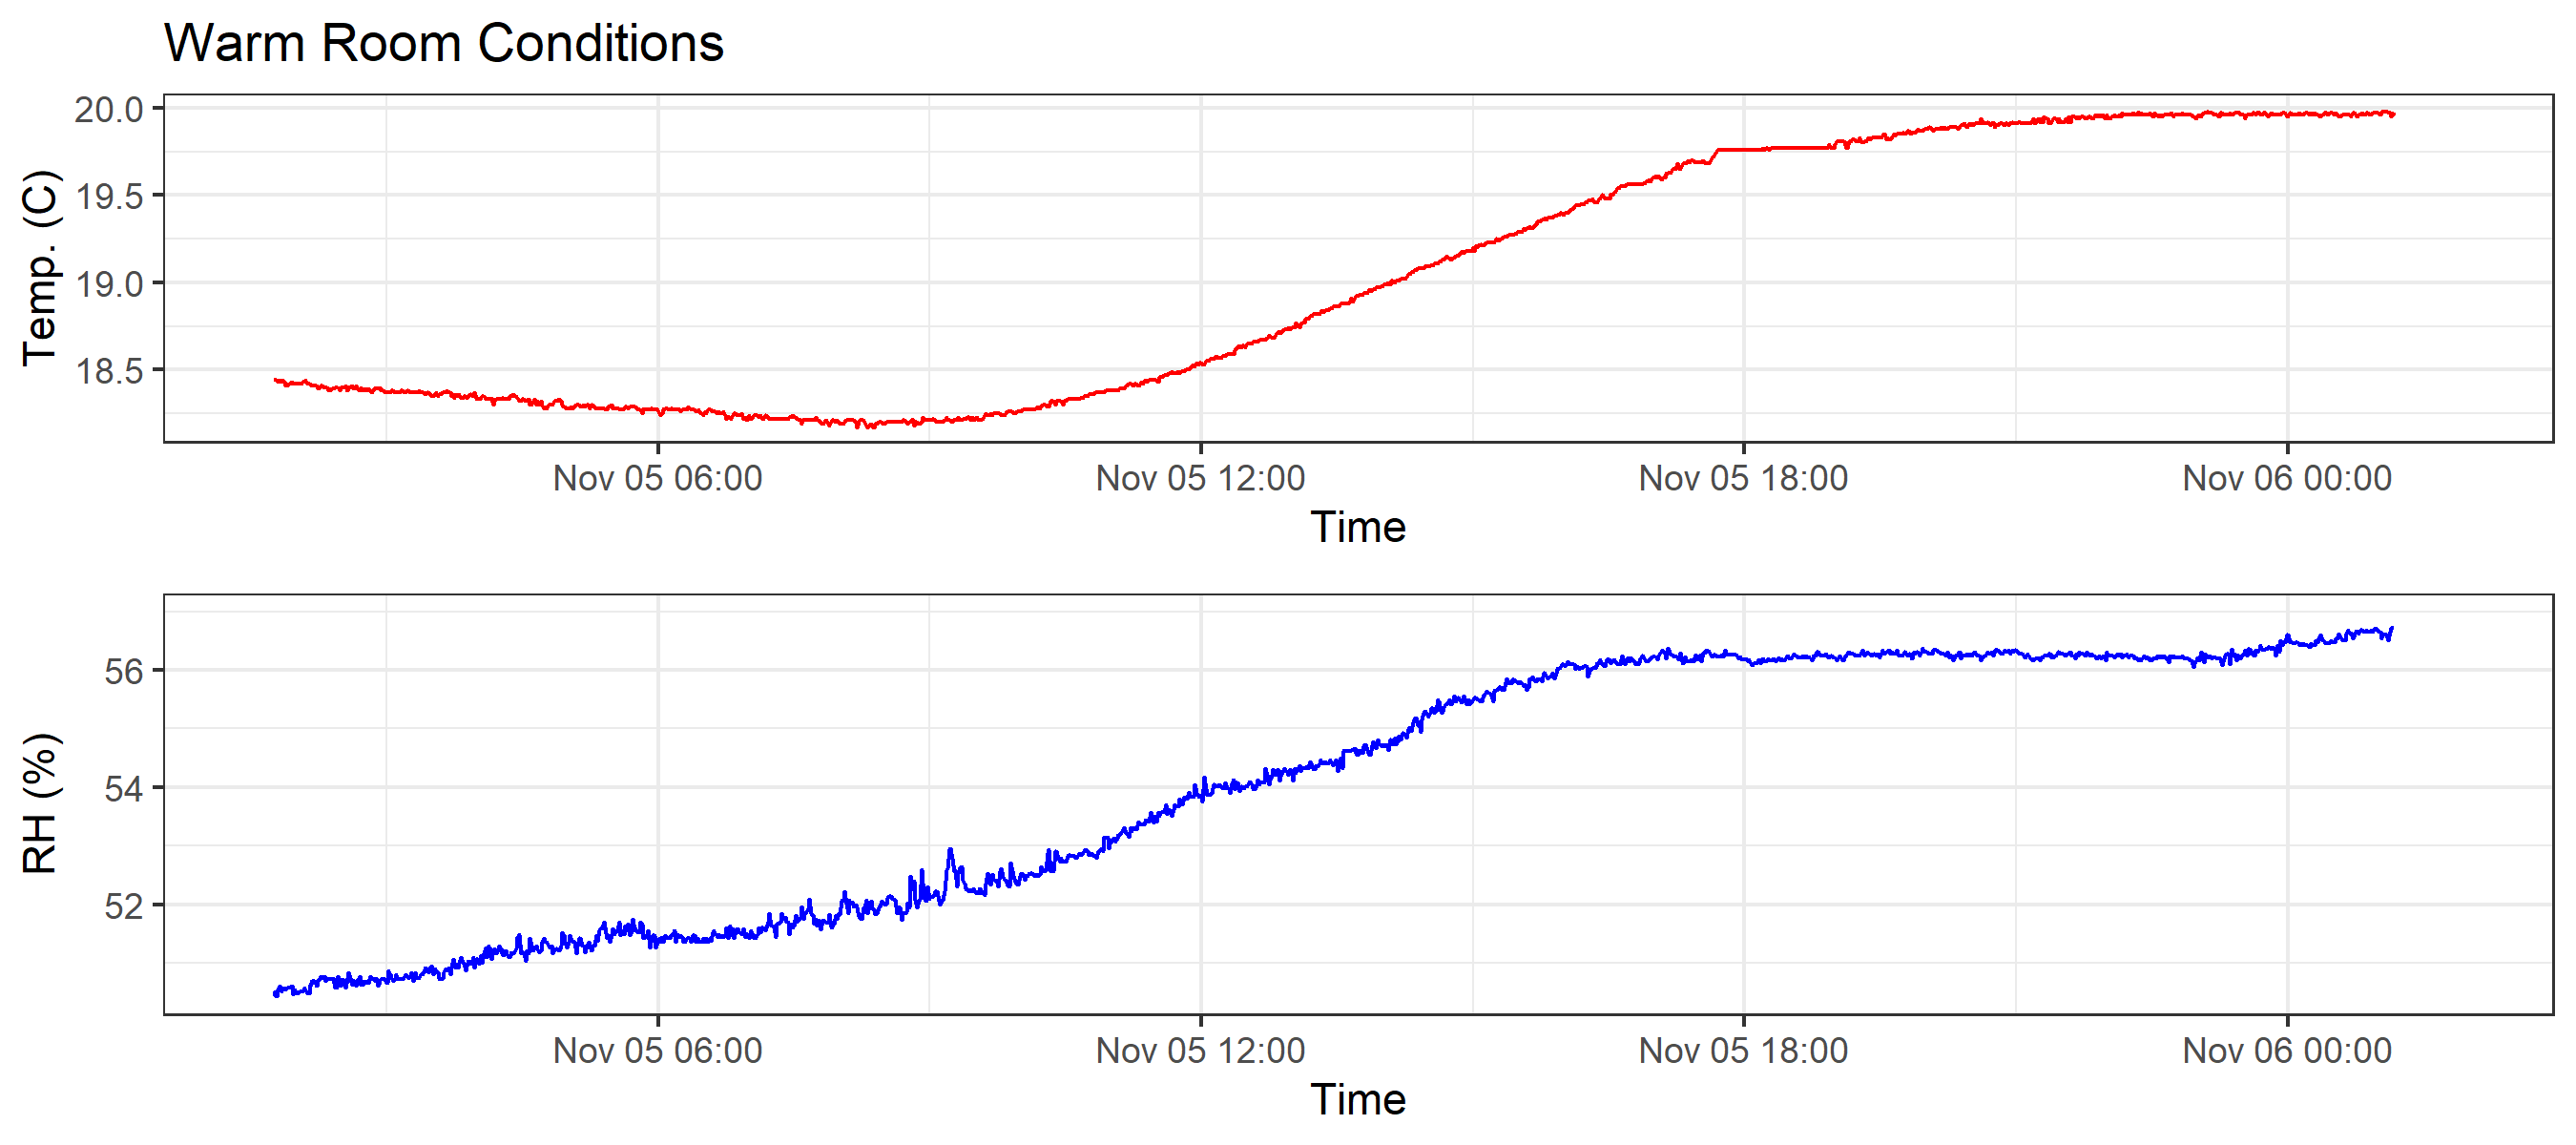 Warm Room Conditions
20.0
19.5
19.0
18.5
Temp. (C)
Nov 05 06:00 Nov 05 12:00 Nov 05 18:00 Nov 06 00:00
Time
56
54
52
RH (%)
Nov 05 06:00 Nov 05 12:00 Nov 05 18:00 Nov 06 00:00
Time